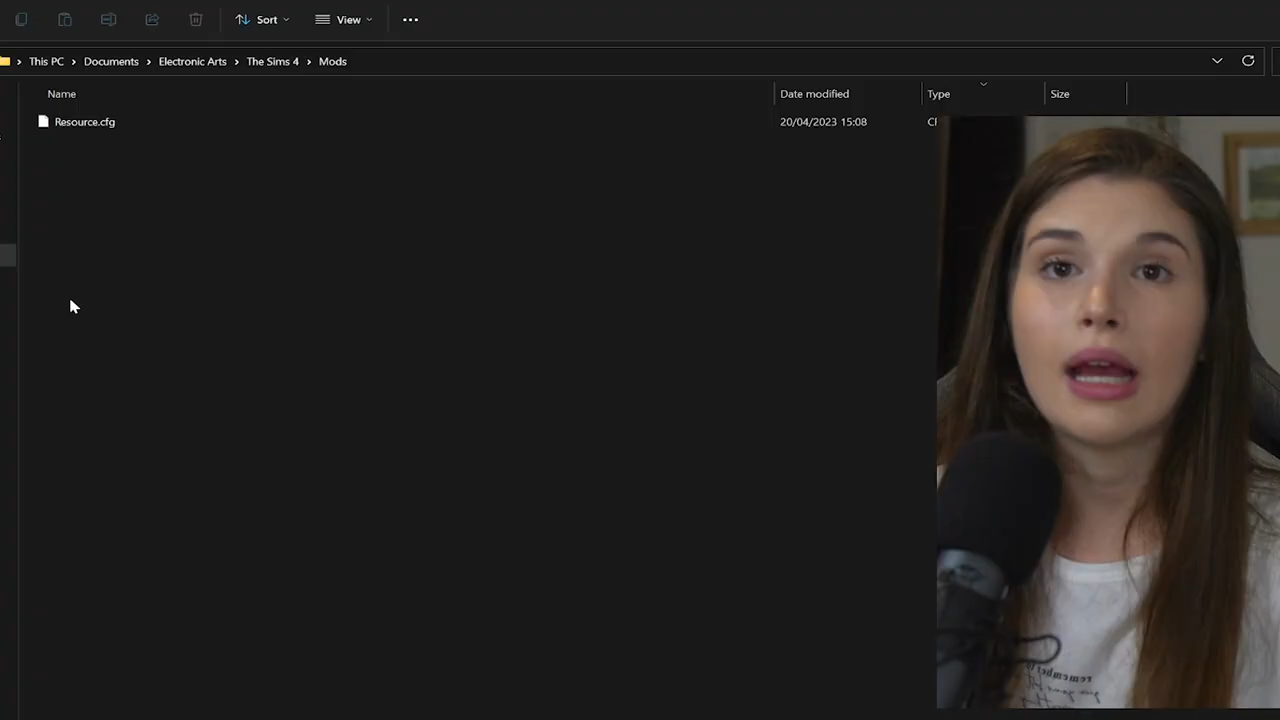 Sort View
This PC > Documents > Electronic Arts > The Sims 4 > Mods
Name Date modified Type Size
Resource.cfg 20/04/2023 15:08
remember